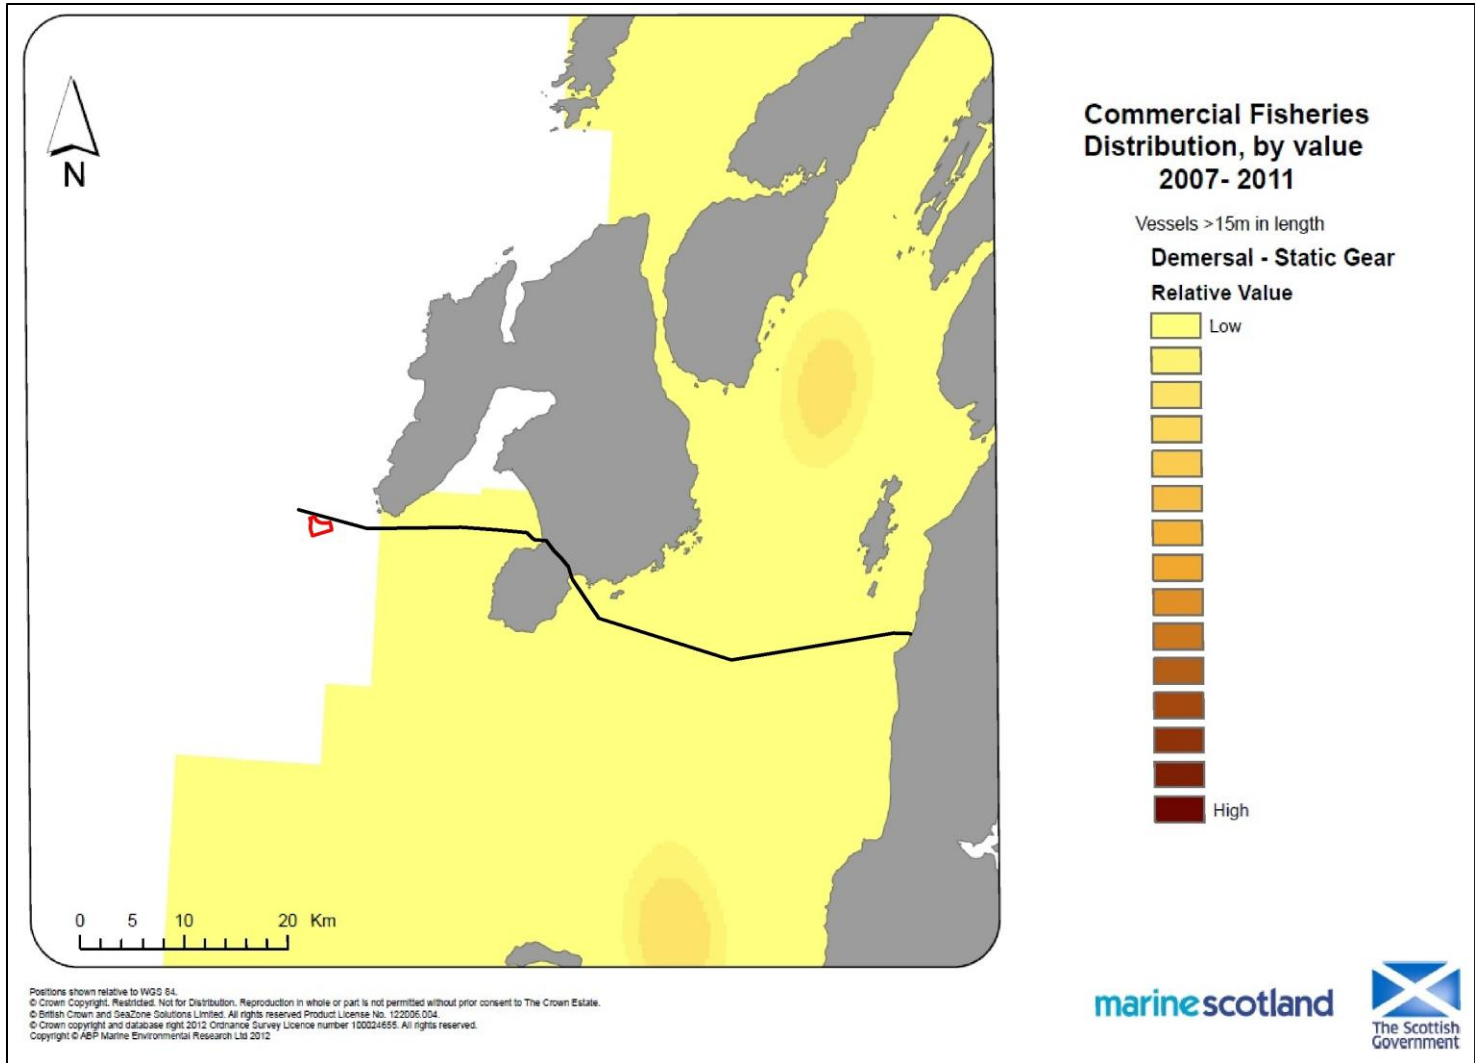 N
Commercial Fisheries
Distribution, by value
2007- 2011
Vessels >15m in length
Demersal - Static Gear
Relative Value
Low
High
0 5 10 20 Km
Positions shown relative to WGS 84.
© Crown Copyright. Restricted. Not for Distribution. Reproduction in whole or part is not permitted without prior consent to The Crown Estate.
© British Crown and SeaZone Solutions Limited. All rights reserved Product License No. 122006.004.
© Crown copyright and database right 2012 Ordnance Survey Licence number 100024655. All rights reserved.
Copyright © ABP Marine Environmental Research Ltd 2012
marinescotland
The Scottish
Government